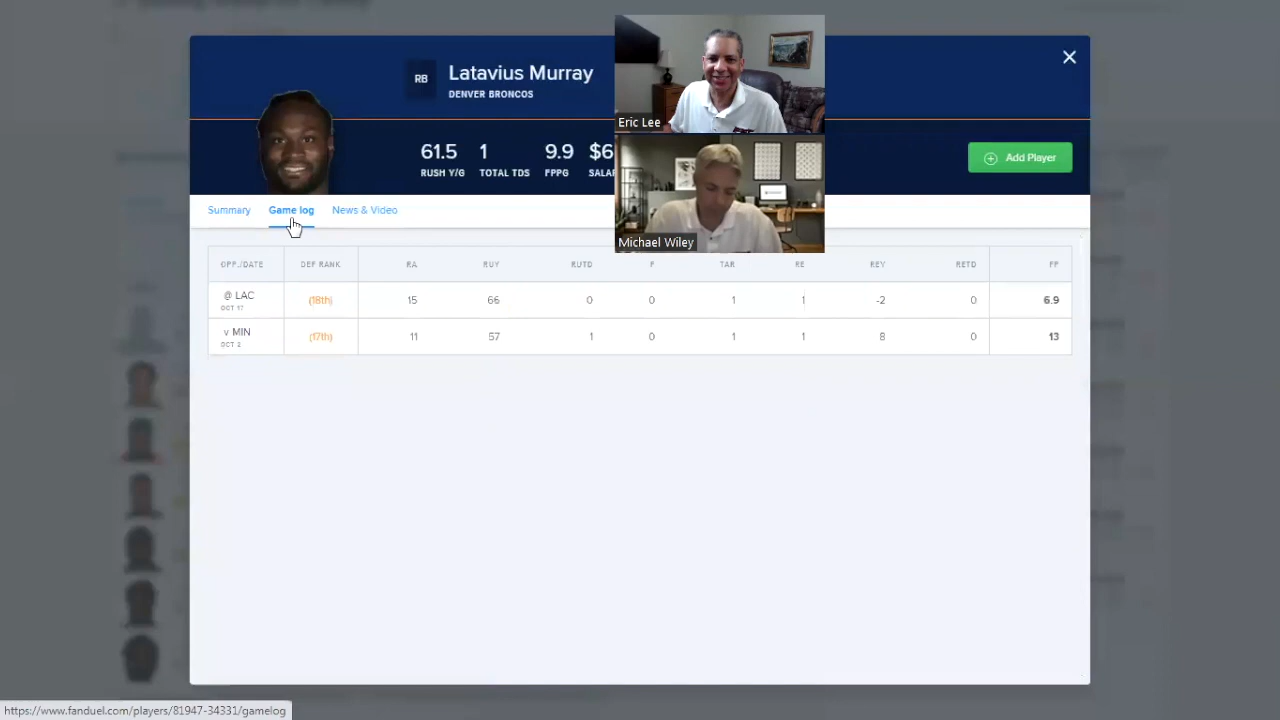 RB
Latavius Murray
DENVER BRONCOS
61.5 1 9.9 $6
RUSH Y/G TOTAL TDS FPPG SALAR
Add Player
Eric Lee
Michael Wiley
Summary Game log News & Video
OPP./DATE DEF RANK RA RUY RUTD F TAR RE REY RETD FP
@ LAC (18th) 15 66 0 0 1 1 -2 0 6.9
OCT 17
v MIN (17th) 11 57 1 0 1 1 8 0 13
OCT 2
https://www.fanduel.com/players/81947-34331/gamelog